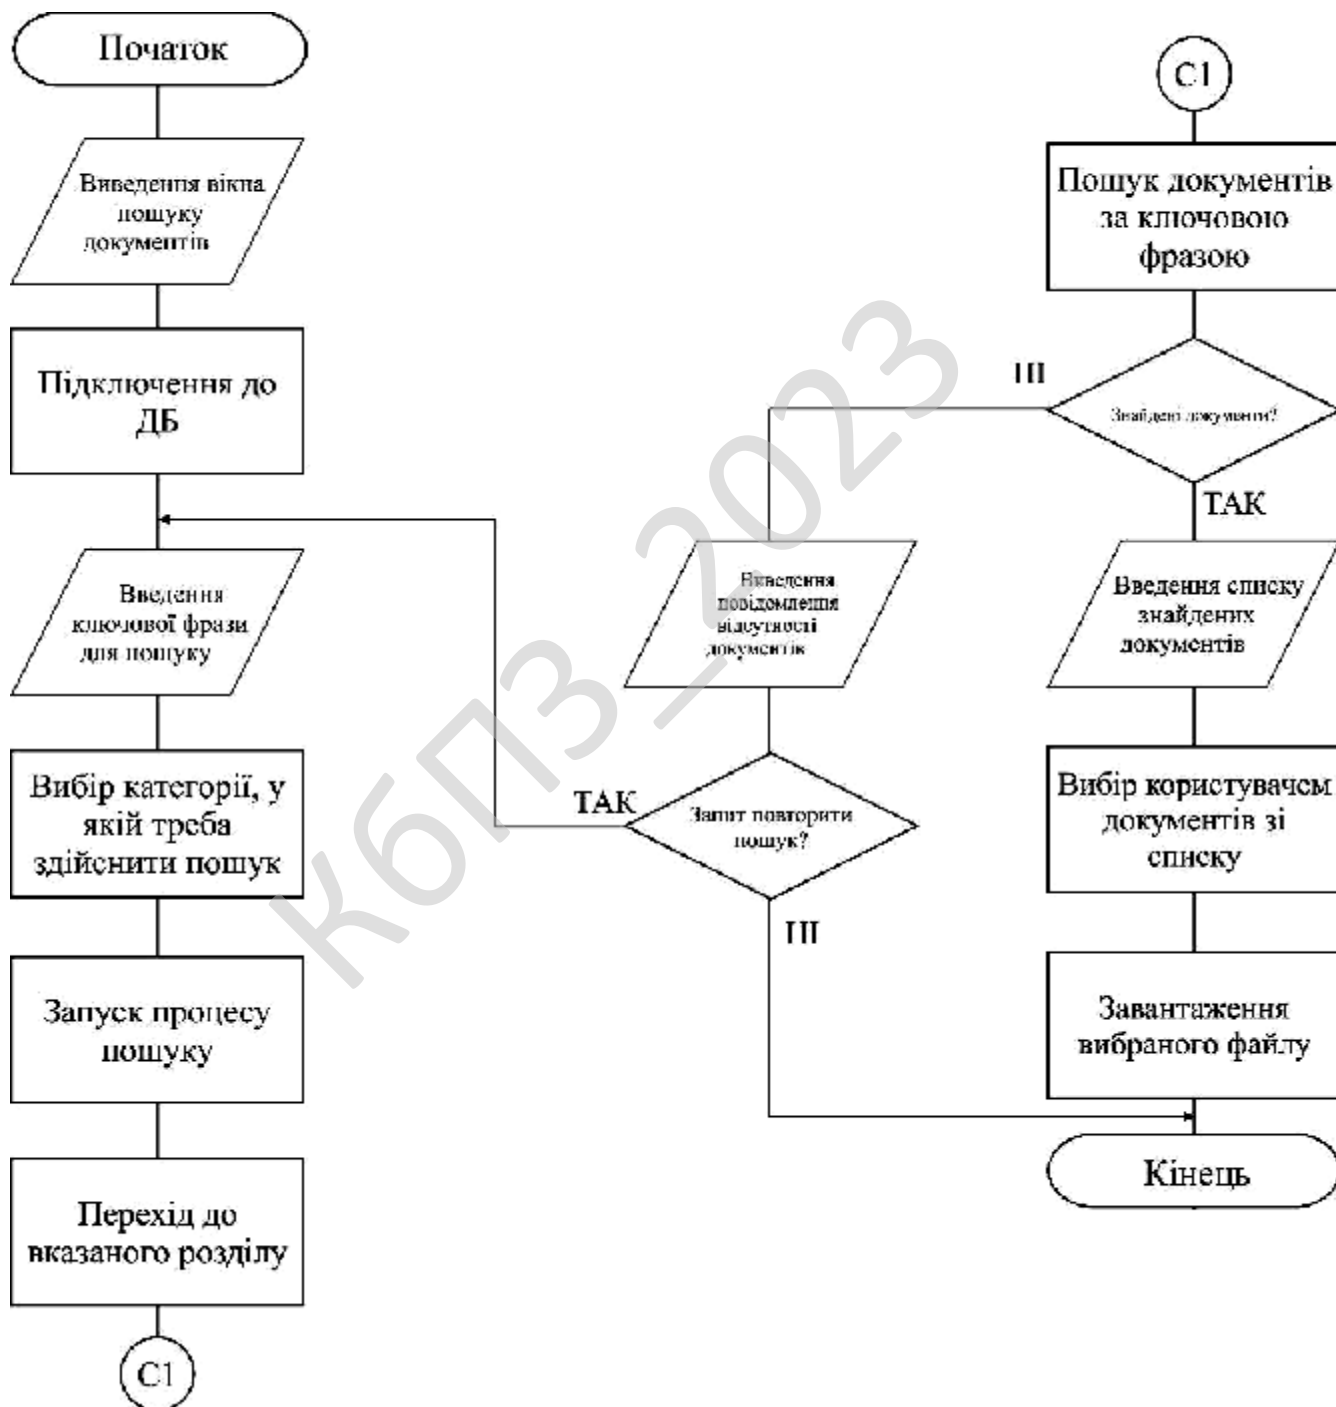 Початок
Виведення вікна
пошуку
документів
Підключення до
ДБ
Введення
ключової фрази
для пошуку
Вибір категорії, у
якій треба
здійснити пошук
Запуск процесу
пошуку
Перехід до
вказаного розділу
С1
С1
Пошук документів
за ключовою
фразою
Знайдені документи?
НІ
ТАК
Виведення
повідомлення
відсутності
документів
Запит повторити
пошук?
ТАК
НІ
Введення списку
знайдених
документів
Вибір користувачем
документів зі
списку
Завантаження
вибраного файлу
Кінець
КбПЗ_2023